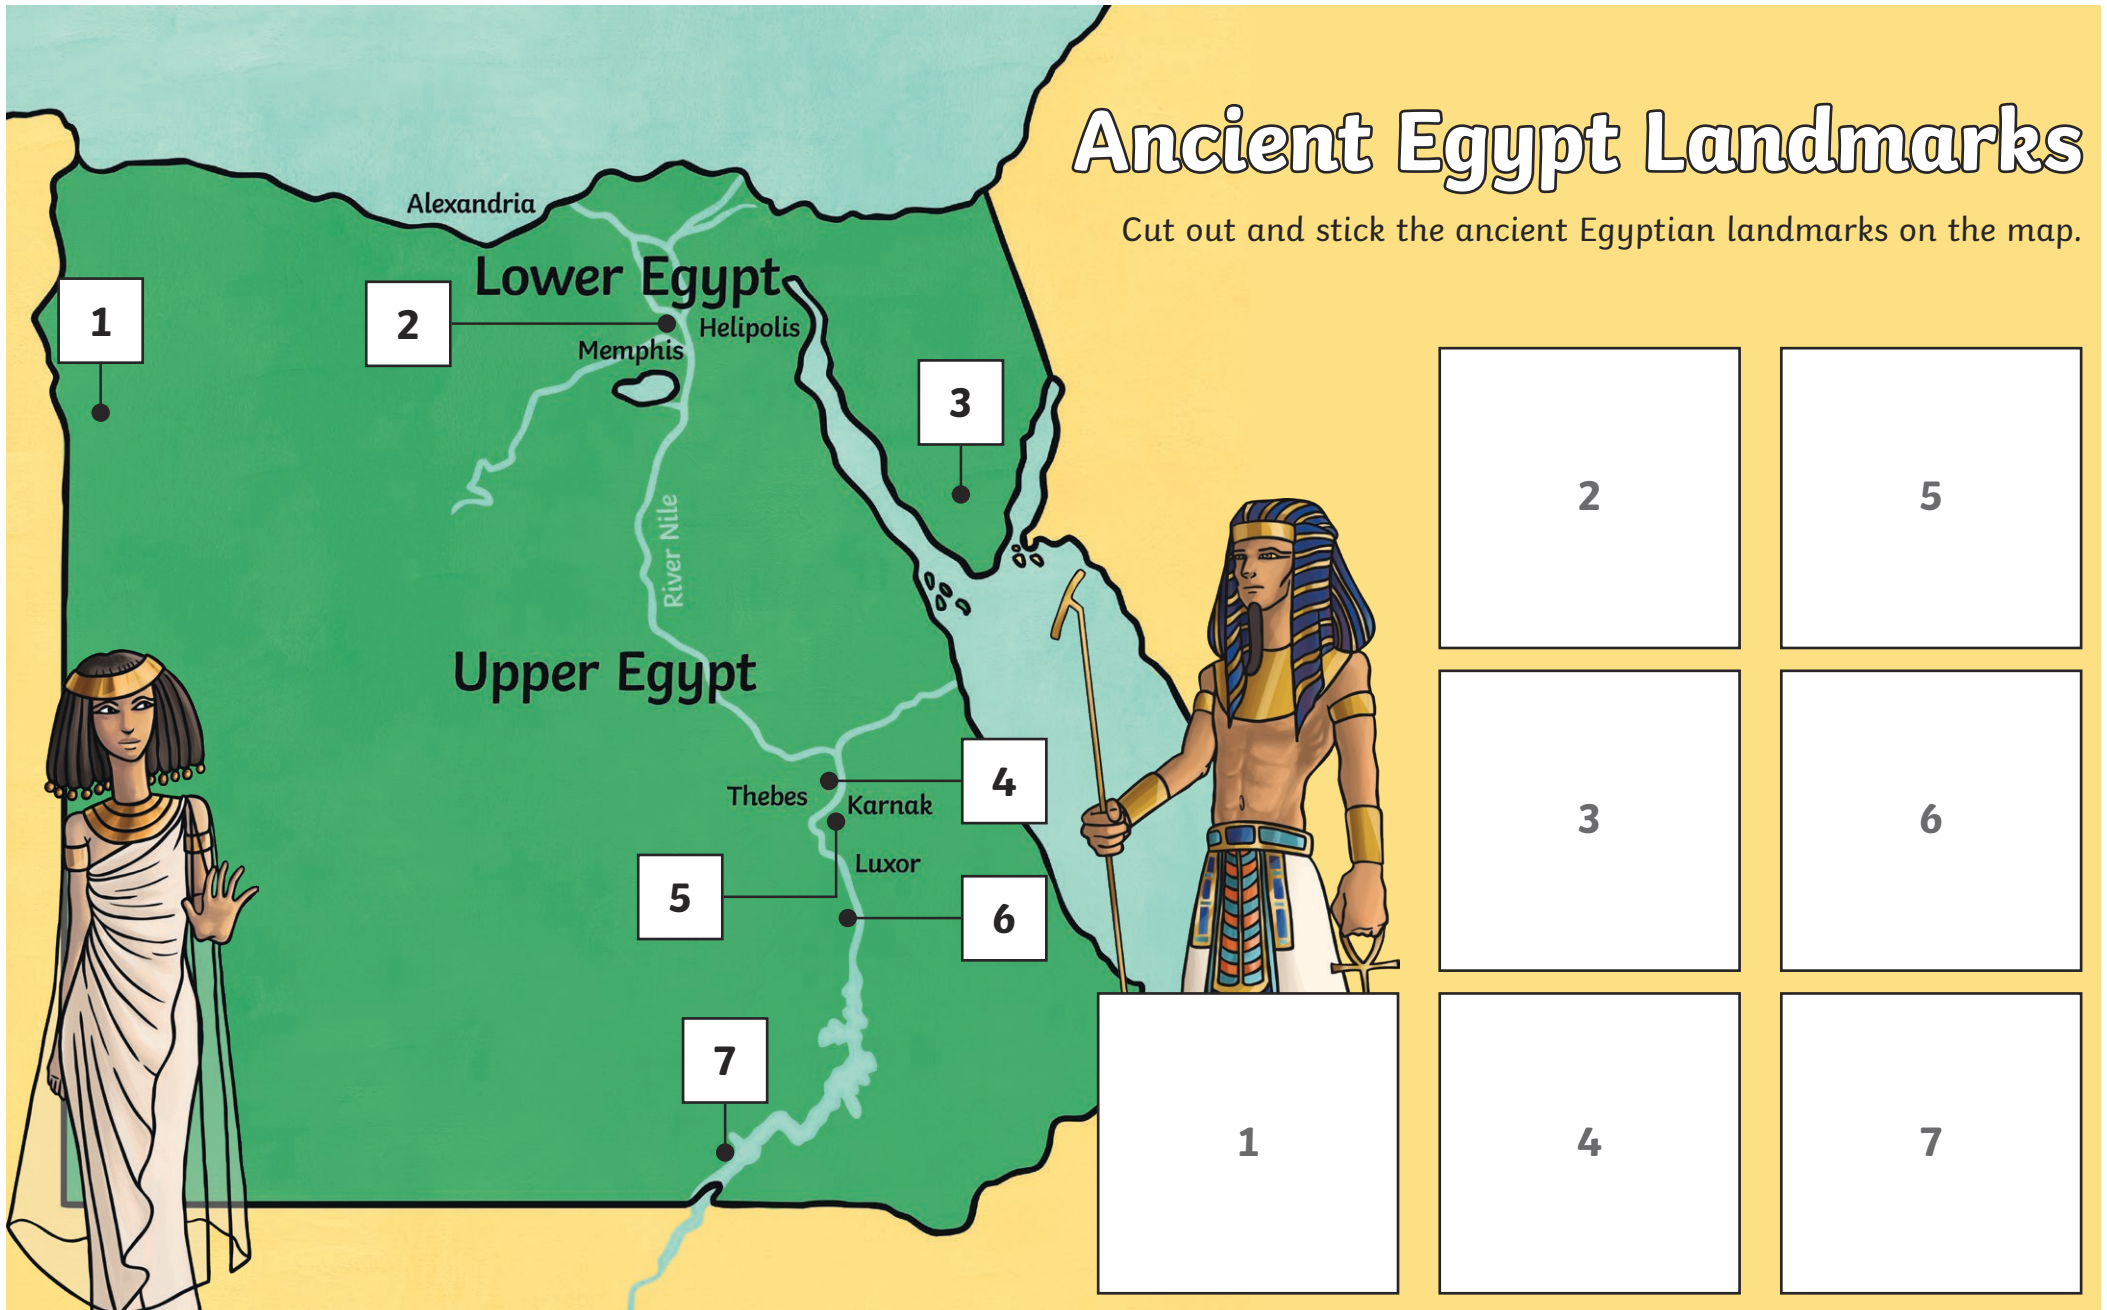 Ancient Egypt Landmarks
Cut out and stick the ancient Egyptian landmarks on the map.
Alexandria
Lower Egypt
1
2
Helipolis
Memphis
3
River Nile
Upper Egypt
4
Thebes
Karnak
Luxor
5
6
7
2
5
3
6
1
4
7